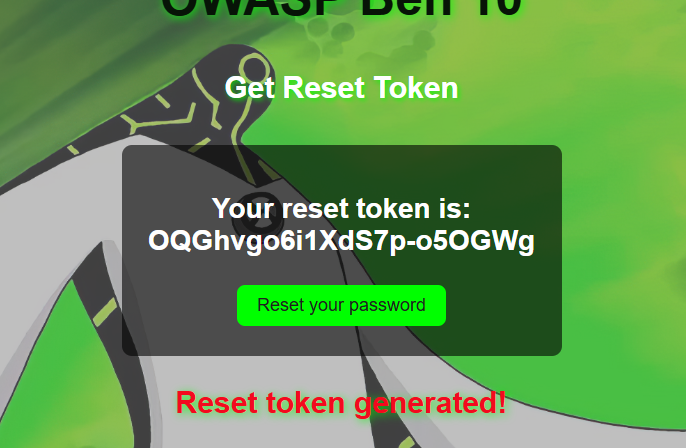 OWASP Ben 10
Get Reset Token
Your reset token is:
OQGhvgo6i1XdS7p-o5OGWg
Reset your password
Reset token generated!